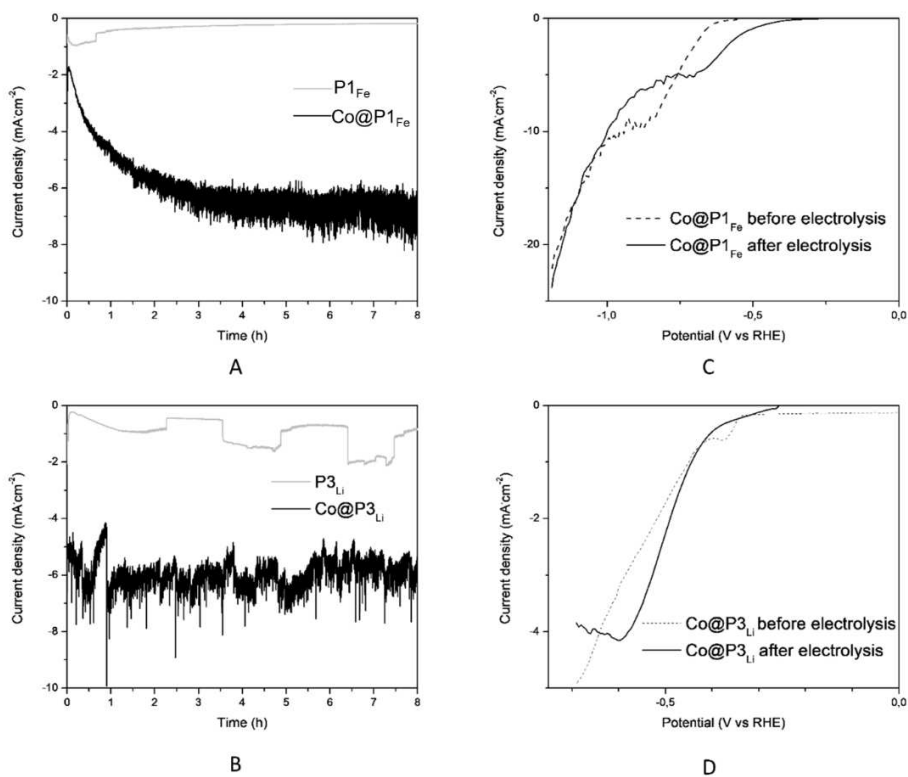 0
-2
-4
-6
-8
-10
Current density (mA·cm⁻²)
0 1 2 3 4 5 6 7 8
Time (h)
P1Fe
Co@P1Fe
A
0
-10
-20
Current density (mA·cm⁻²)
-1,0 -0,5 0,0
Potential (V vs RHE)
Co@P1Fe before electrolysis
Co@P1Fe after electrolysis
C
0
-2
-4
-6
-8
-10
Current density (mA·cm⁻²)
0 1 2 3 4 5 6 7 8
Time (h)
P3Li
Co@P3Li
B
0
-2
-4
Current density (mA·cm⁻²)
-0,5 0,0
Potential (V vs RHE)
Co@P3Li before electrolysis
Co@P3Li after electrolysis
D